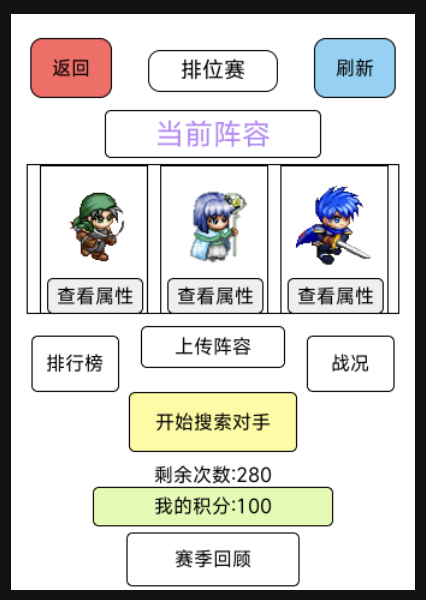 返回
排位赛
刷新
当前阵容
查看属性
查看属性
查看属性
排行榜
上传阵容
战况
开始搜索对手
剩余次数:280
我的积分:100
赛季回顾